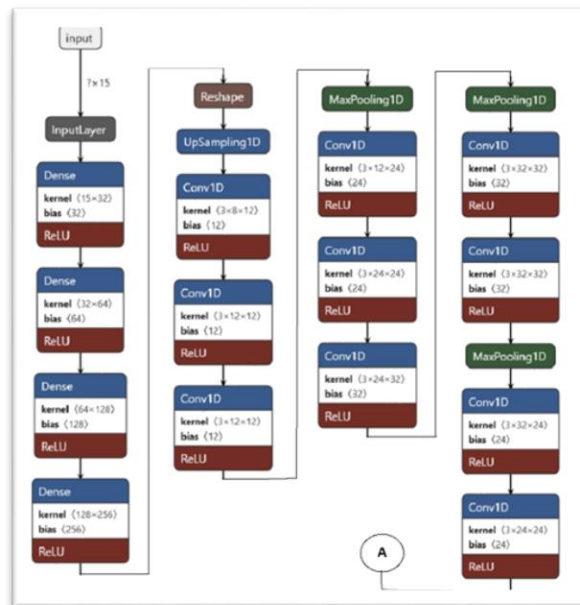 input
?×15
InputLayer
Dense
kernel ⟨15×32⟩
bias ⟨32⟩
ReLU
Dense
kernel ⟨32×64⟩
bias ⟨64⟩
ReLU
Dense
kernel ⟨64×128⟩
bias ⟨128⟩
ReLU
Dense
kernel ⟨128×256⟩
bias ⟨256⟩
ReLU
Reshape
UpSampling1D
Conv1D
kernel ⟨3×8×12⟩
bias ⟨12⟩
ReLU
Conv1D
kernel ⟨3×12×12⟩
bias ⟨12⟩
ReLU
Conv1D
kernel ⟨3×12×12⟩
bias ⟨12⟩
ReLU
MaxPooling1D
Conv1D
kernel ⟨3×12×24⟩
bias ⟨24⟩
ReLU
Conv1D
kernel ⟨3×24×24⟩
bias ⟨24⟩
ReLU
Conv1D
kernel ⟨3×24×32⟩
bias ⟨32⟩
ReLU
MaxPooling1D
Conv1D
kernel ⟨3×32×32⟩
bias ⟨32⟩
ReLU
Conv1D
kernel ⟨3×32×32⟩
bias ⟨32⟩
ReLU
MaxPooling1D
Conv1D
kernel ⟨3×32×24⟩
bias ⟨24⟩
ReLU
Conv1D
kernel ⟨3×24×24⟩
bias ⟨24⟩
ReLU
A